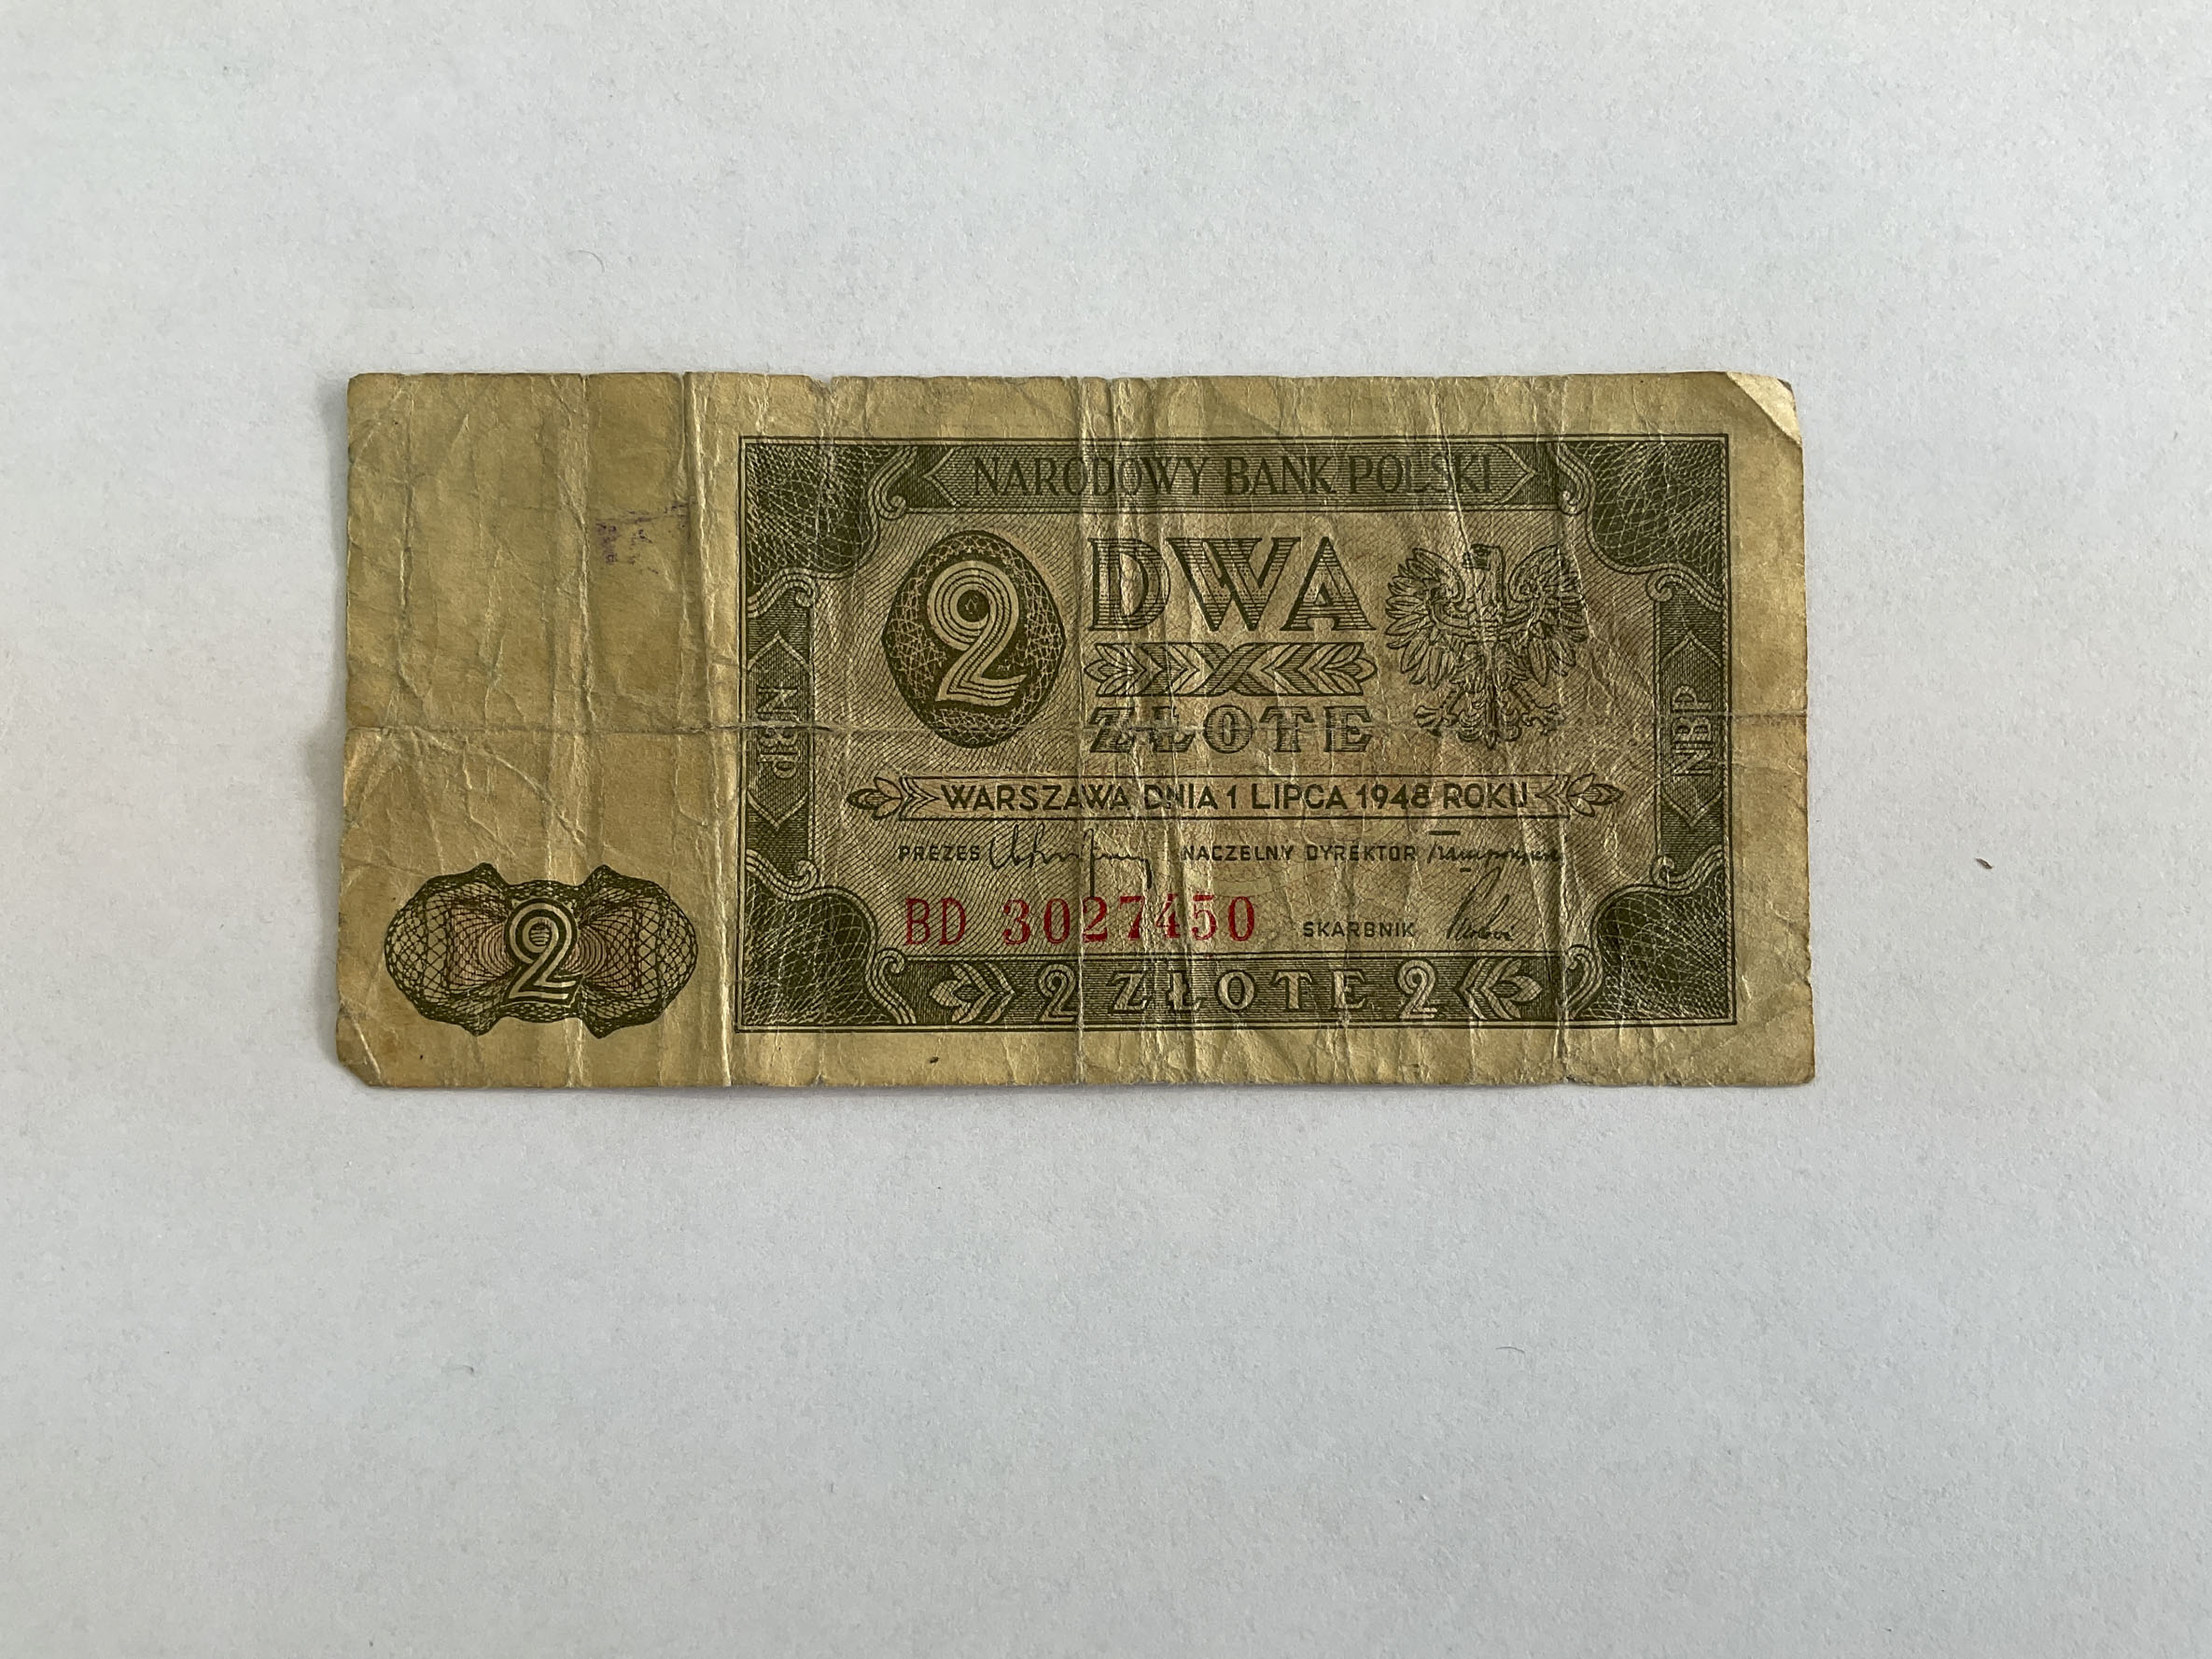 NARODOWY BANK POLSKI
2 DWA
ZŁOTE
NBP
NBP
WARSZAWA DNIA 1 LIPCA 1948 ROKU
PREZES NACZELNY DYREKTOR
BD 3027450 SKARBNIK
2
2 ZŁOTE 2